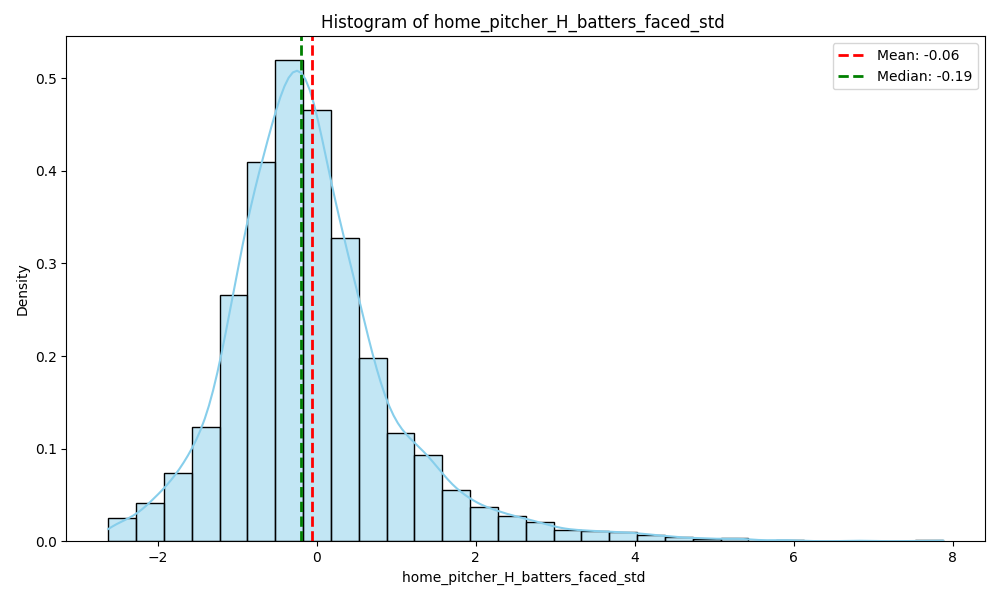 Histogram of home_pitcher_H_batters_faced_std
Mean: -0.06
Median: -0.19
Density
0.5
0.4
0.3
0.2
0.1
0.0
−2
0
2
4
6
8
home_pitcher_H_batters_faced_std